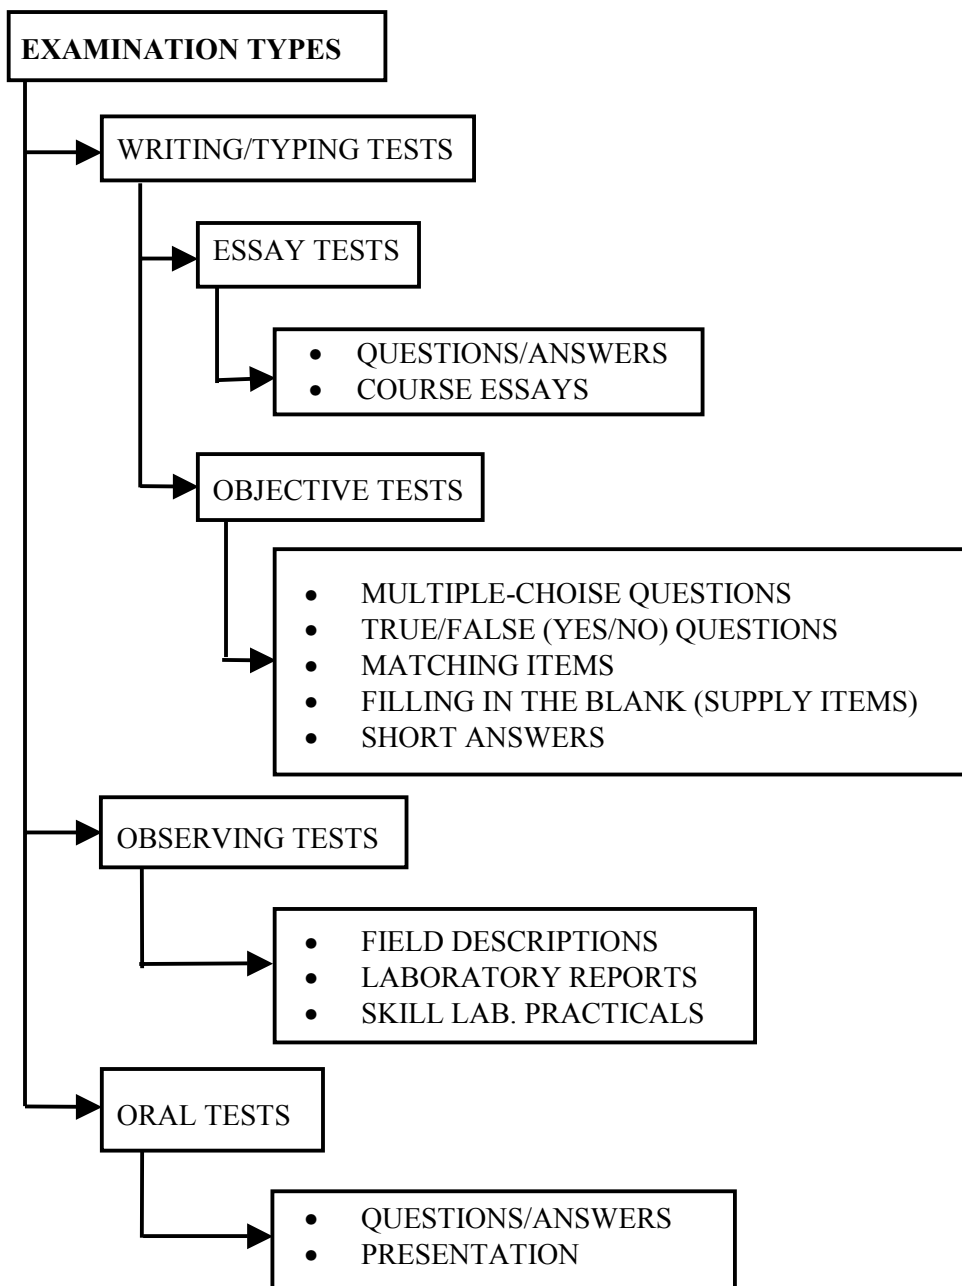 EXAMINATION TYPES
WRITING/TYPING TESTS
ESSAY TESTS
• QUESTIONS/ANSWERS
• COURSE ESSAYS
OBJECTIVE TESTS
• MULTIPLE-CHOISE QUESTIONS
• TRUE/FALSE (YES/NO) QUESTIONS
• MATCHING ITEMS
• FILLING IN THE BLANK (SUPPLY ITEMS)
• SHORT ANSWERS
OBSERVING TESTS
• FIELD DESCRIPTIONS
• LABORATORY REPORTS
• SKILL LAB. PRACTICALS
ORAL TESTS
• QUESTIONS/ANSWERS
• PRESENTATION